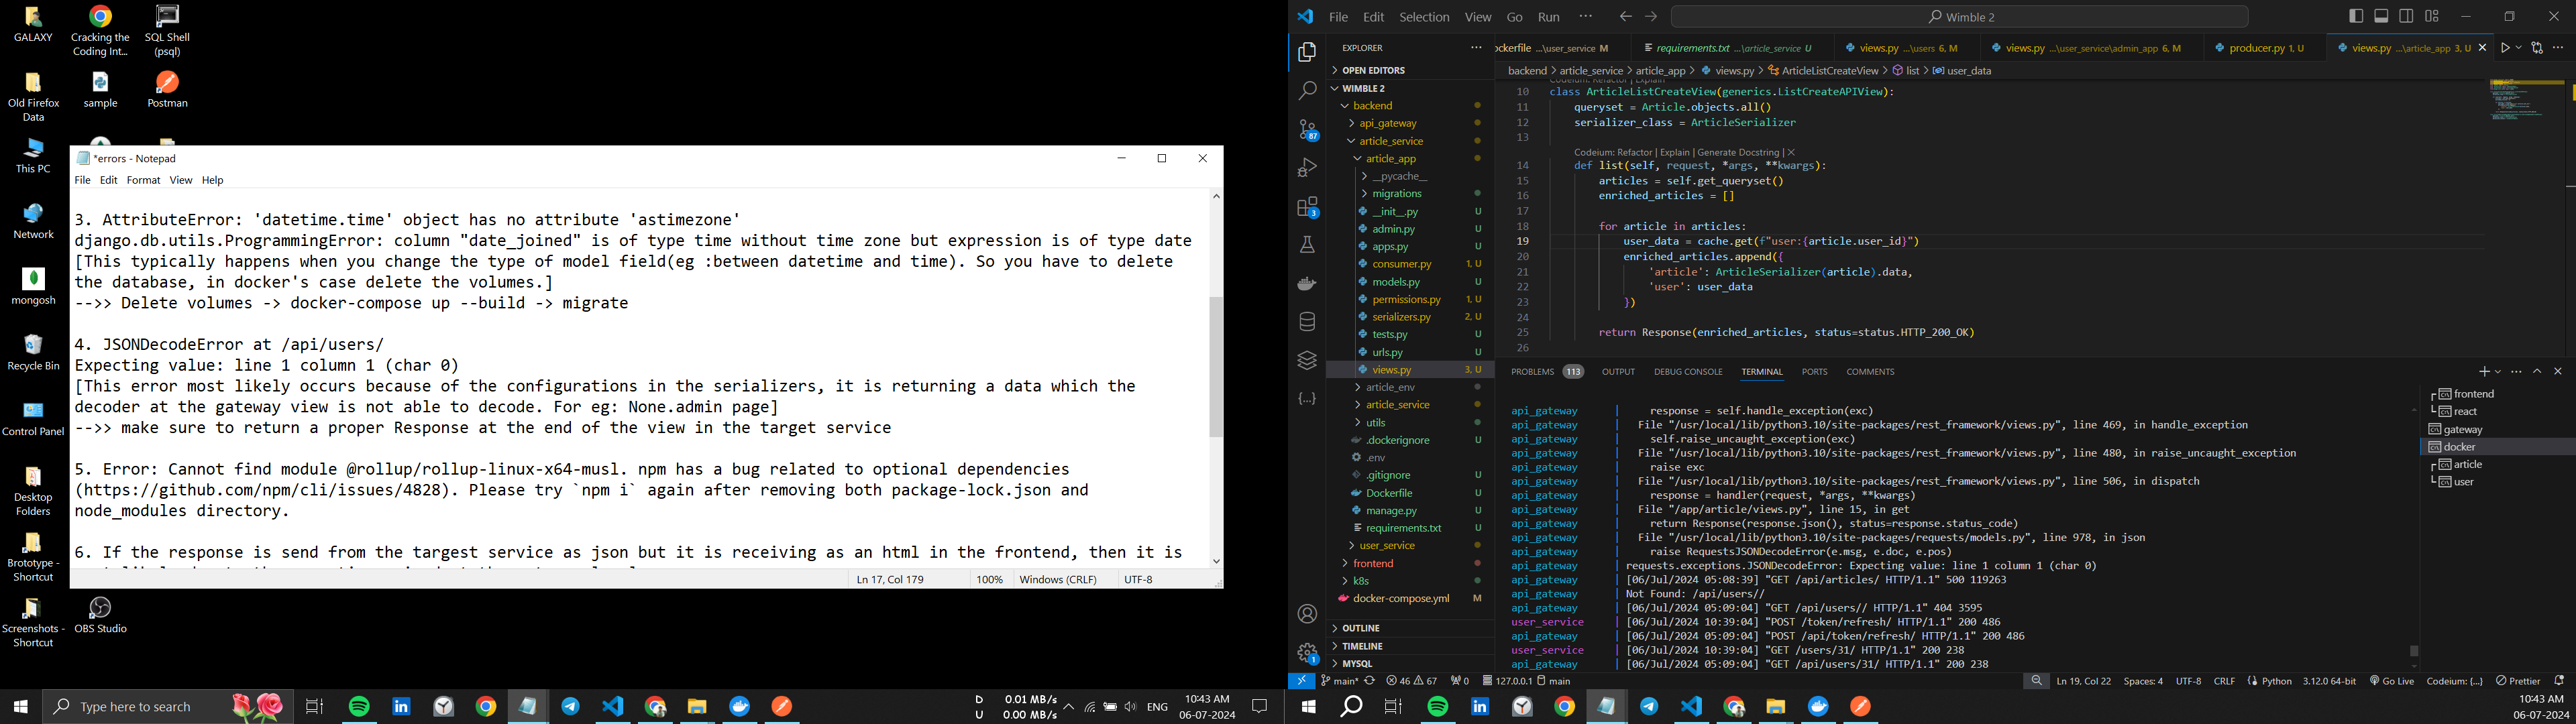 GALAXY
Cracking the
Coding Int...
SQL Shell
(psql)
Old Firefox
Data
sample
Postman
This PC
Network
mongosh
Recycle Bin
Control Panel
Desktop
Folders
Brototype -
Shortcut
Screenshots -
Shortcut
OBS Studio
*errors - Notepad
File Edit Format View Help
3. AttributeError: 'datetime.time' object has no attribute 'astimezone'
django.db.utils.ProgrammingError: column "date_joined" is of type time without time zone but expression is of type date
[This typically happens when you change the type of model field(eg :between datetime and time). So you have to delete
the database, in docker's case delete the volumes.]
-->> Delete volumes -> docker-compose up --build -> migrate
4. JSONDecodeError at /api/users/
Expecting value: line 1 column 1 (char 0)
[This error most likely occurs because of the configurations in the serializers, it is returning a data which the
decoder at the gateway view is not able to decode. For eg: None.admin page]
-->> make sure to return a proper Response at the end of the view in the target service
5. Error: Cannot find module @rollup/rollup-linux-x64-musl. npm has a bug related to optional dependencies
(https://github.com/npm/cli/issues/4828). Please try `npm i` again after removing both package-lock.json and
node_modules directory.
6. If the response is send from the targest service as json but it is receiving as an html in the frontend, then it is
Ln 17, Col 179 100% Windows (CRLF) UTF-8
Type here to search
D 0.01 MB/s
U 0.00 MB/s
ENG
10:43 AM
06-07-2024
File Edit Selection View Go Run ...
Wimble 2
EXPLORER ...
OPEN EDITORS
WIMBLE 2
backend
api_gateway
article_service
article_app
__pycache__
migrations
__init__.py U
admin.py U
apps.py U
consumer.py 1, U
models.py U
permissions.py 1, U
serializers.py 2, U
tests.py U
urls.py U
views.py 3, U
article_env
article_service
utils
.dockerignore U
.env
.gitignore U
Dockerfile U
manage.py U
requirements.txt U
user_service
frontend
k8s
docker-compose.yml M
OUTLINE
TIMELINE
MYSQL
87
3
1
ockerfile ...\user_service M
requirements.txt ...\article_service U
views.py ...\users 6, M
views.py ...\user_service\admin_app 6, M
producer.py 1, U
views.py ...\article_app 3, U
backend > article_service > article_app > views.py > ArticleListCreateView > list > user_data
Codeium: Refactor | Explain
10 class ArticleListCreateView(generics.ListCreateAPIView):
11 queryset = Article.objects.all()
12 serializer_class = ArticleSerializer
13
Codeium: Refactor | Explain | Generate Docstring | X
14 def list(self, request, *args, **kwargs):
15 articles = self.get_queryset()
16 enriched_articles = []
17
18 for article in articles:
19 user_data = cache.get(f"user:{article.user_id}")
20 enriched_articles.append({
21 'article': ArticleSerializer(article).data,
22 'user': user_data
23 })
24
25 return Response(enriched_articles, status=status.HTTP_200_OK)
26
PROBLEMS 113 OUTPUT DEBUG CONSOLE TERMINAL PORTS COMMENTS
api_gateway | response = self.handle_exception(exc)
api_gateway | File "/usr/local/lib/python3.10/site-packages/rest_framework/views.py", line 469, in handle_exception
api_gateway | self.raise_uncaught_exception(exc)
api_gateway | File "/usr/local/lib/python3.10/site-packages/rest_framework/views.py", line 480, in raise_uncaught_exception
api_gateway | raise exc
api_gateway | File "/usr/local/lib/python3.10/site-packages/rest_framework/views.py", line 506, in dispatch
api_gateway | response = handler(request, *args, **kwargs)
api_gateway | File "/app/article/views.py", line 15, in get
api_gateway | return Response(response.json(), status=response.status_code)
api_gateway | File "/usr/local/lib/python3.10/site-packages/requests/models.py", line 978, in json
api_gateway | raise RequestsJSONDecodeError(e.msg, e.doc, e.pos)
api_gateway | requests.exceptions.JSONDecodeError: Expecting value: line 1 column 1 (char 0)
api_gateway | [06/Jul/2024 05:08:39] "GET /api/articles/ HTTP/1.1" 500 119263
api_gateway | Not Found: /api/users//
api_gateway | [06/Jul/2024 05:09:04] "GET /api/users// HTTP/1.1" 404 3595
user_service | [06/Jul/2024 10:39:04] "POST /token/refresh/ HTTP/1.1" 200 486
api_gateway | [06/Jul/2024 05:09:04] "POST /api/token/refresh/ HTTP/1.1" 200 486
user_service | [06/Jul/2024 10:39:04] "GET /users/31/ HTTP/1.1" 200 238
api_gateway | [06/Jul/2024 05:09:04] "GET /api/users/31/ HTTP/1.1" 200 238
frontend
react
gateway
docker
article
user
main* 46 67 0 127.0.0.1 main
Ln 19, Col 22 Spaces: 4 UTF-8 CRLF Python 3.12.0 64-bit Go Live Codeium: {...} Prettier
10:43 AM
06-07-2024